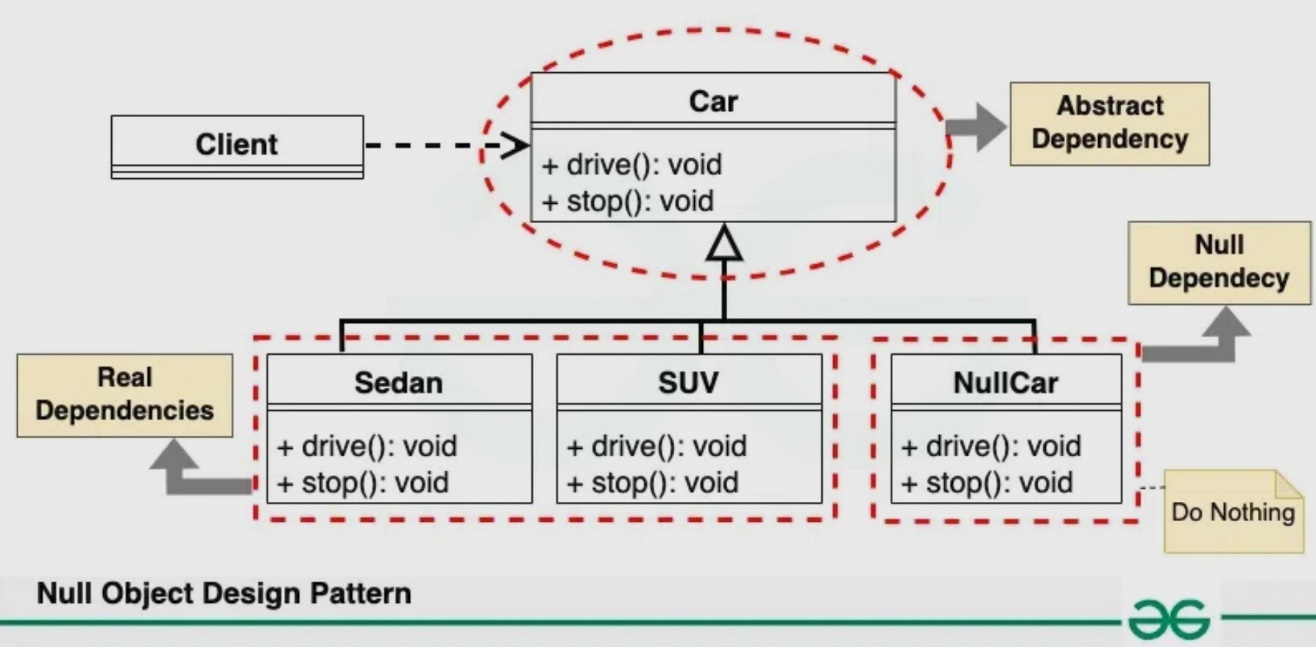 Client
Car
+ drive(): void
+ stop(): void
Abstract
Dependency
Null
Dependecy
Real
Dependencies
Sedan
+ drive(): void
+ stop(): void
SUV
+ drive(): void
+ stop(): void
NullCar
+ drive(): void
+ stop(): void
Do Nothing
Null Object Design Pattern